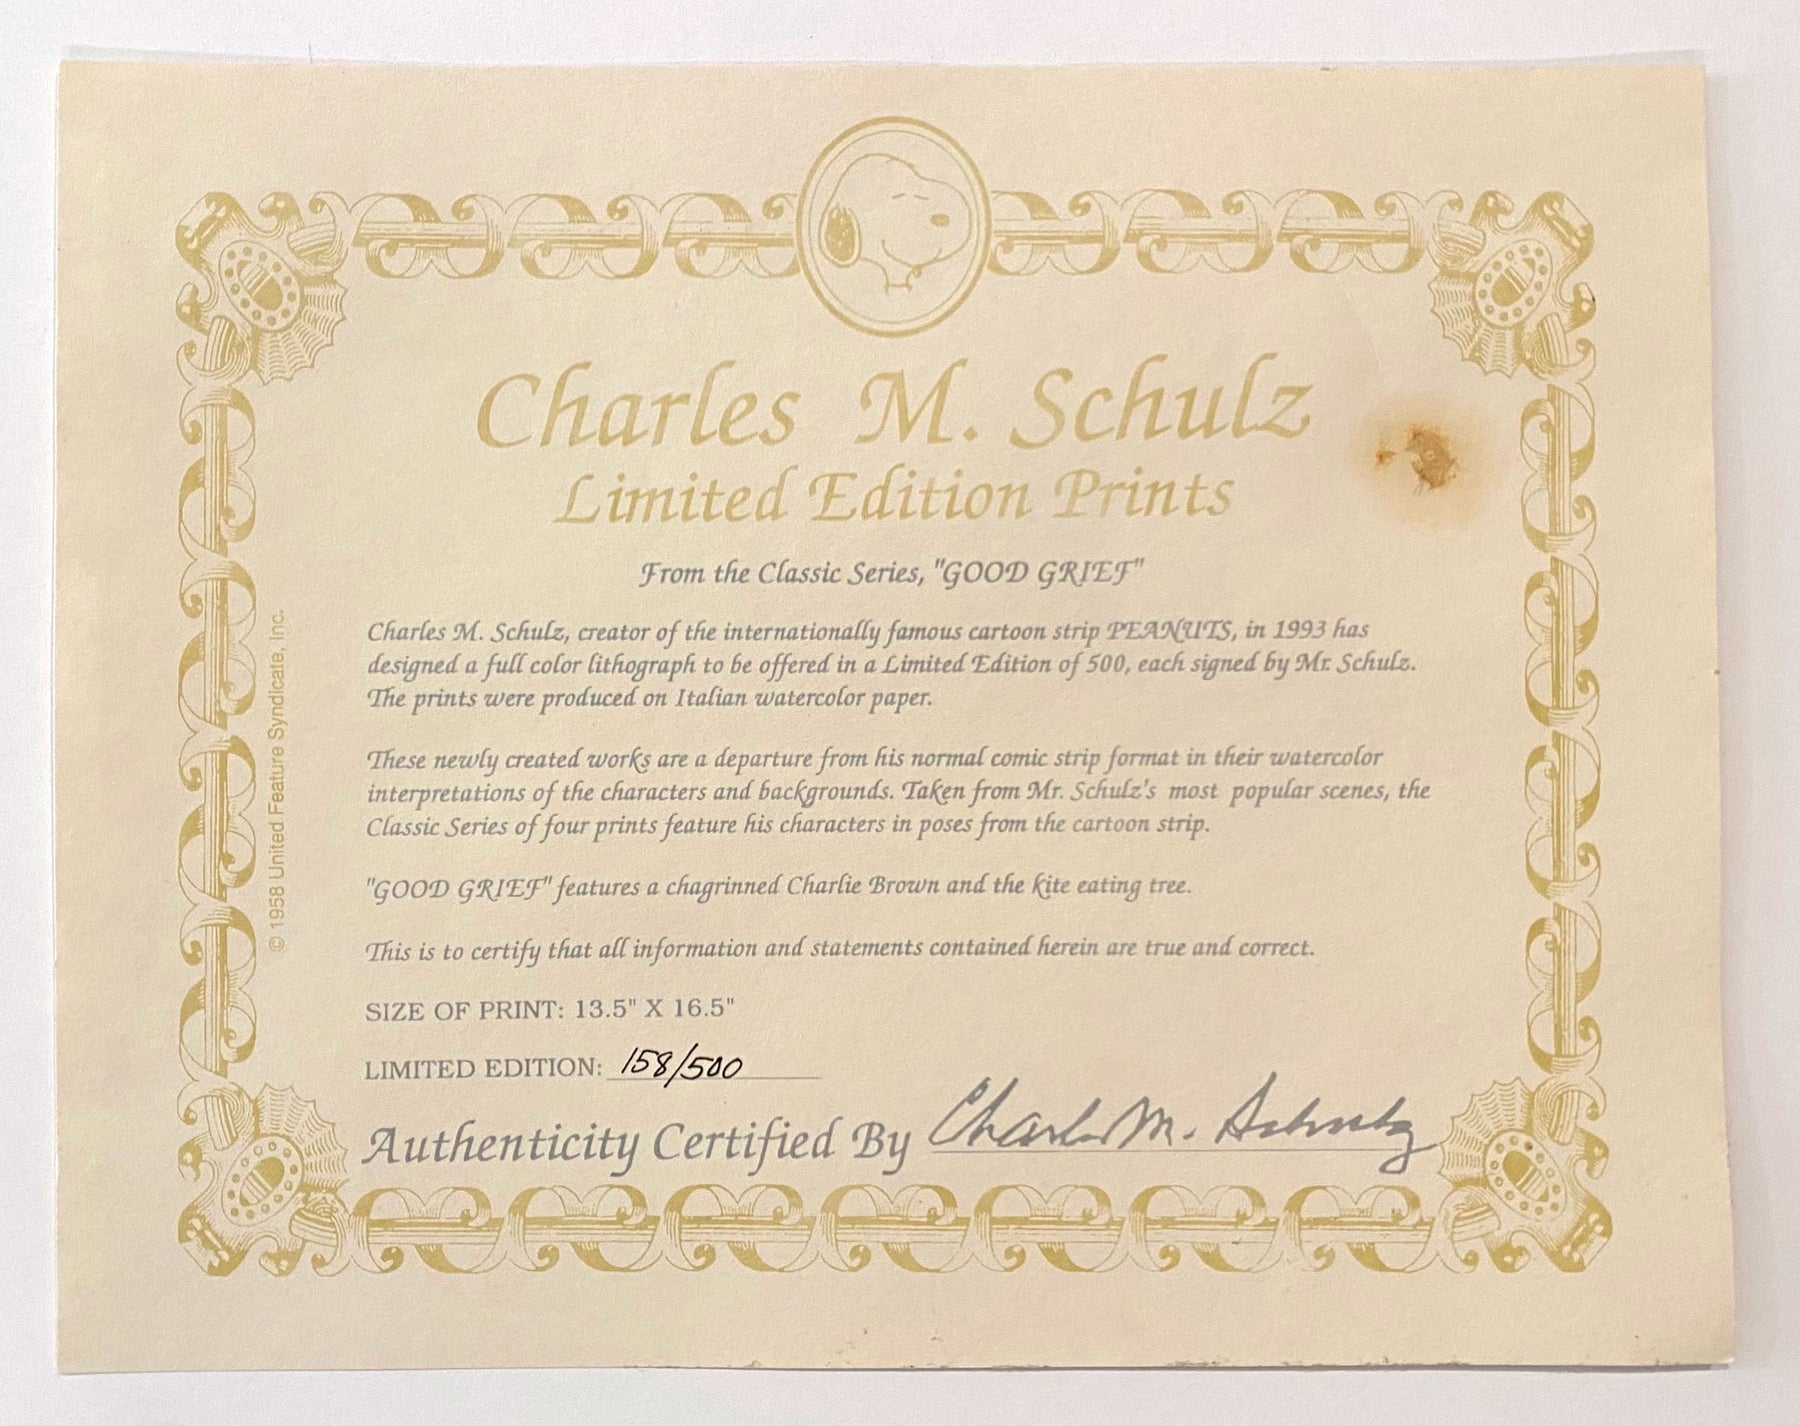 Charles M. Schulz
Limited Edition Prints
From the Classic Series, "GOOD GRIEF"
Charles M. Schulz, creator of the internationally famous cartoon strip PEANUTS, in 1993 has
designed a full color lithograph to be offered in a Limited Edition of 500, each signed by Mr. Schulz.
The prints were produced on Italian watercolor paper.
These newly created works are a departure from his normal comic strip format in their watercolor
interpretations of the characters and backgrounds. Taken from Mr. Schulz's most popular scenes, the
Classic Series of four prints feature his characters in poses from the cartoon strip.
"GOOD GRIEF" features a chagrinned Charlie Brown and the kite eating tree.
This is to certify that all information and statements contained herein are true and correct.
SIZE OF PRINT: 13.5" X 16.5"
LIMITED EDITION: 158/500
Authenticity Certified By Charles M. Schulz
© 1958 United Feature Syndicate, Inc.